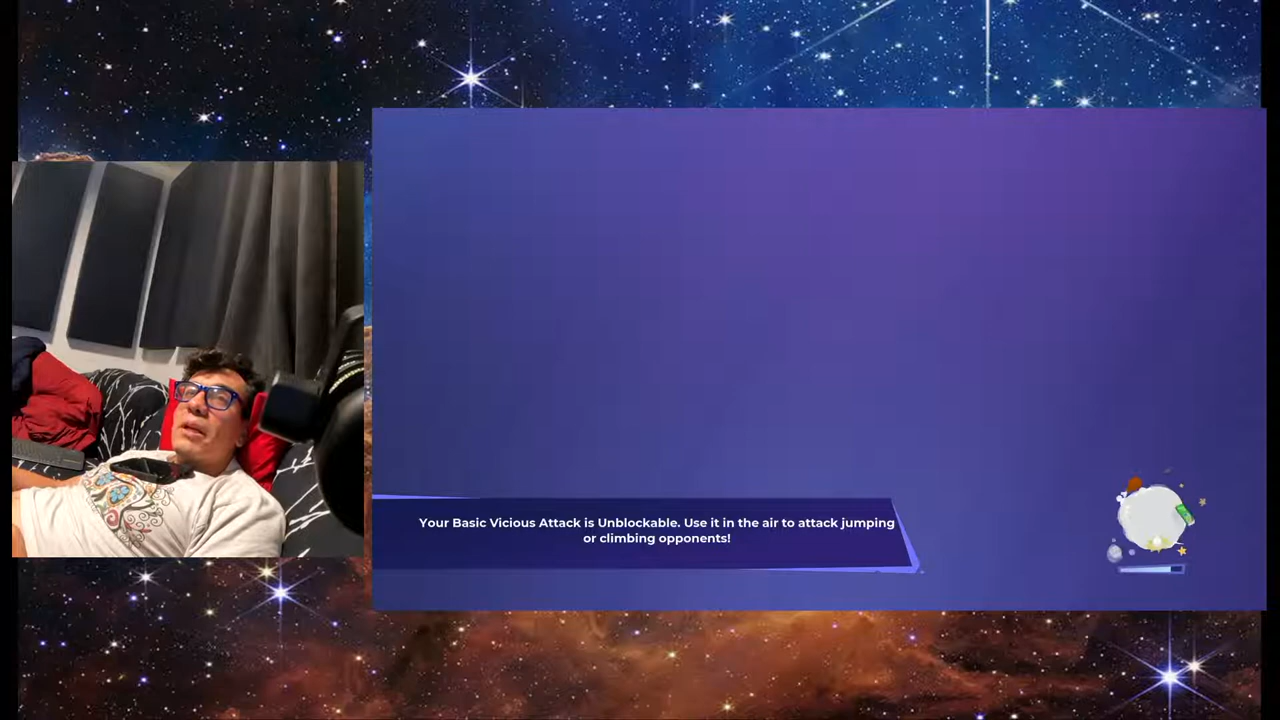 Your Basic Vicious Attack is Unblockable. Use it in the air to attack jumping
or climbing opponents!